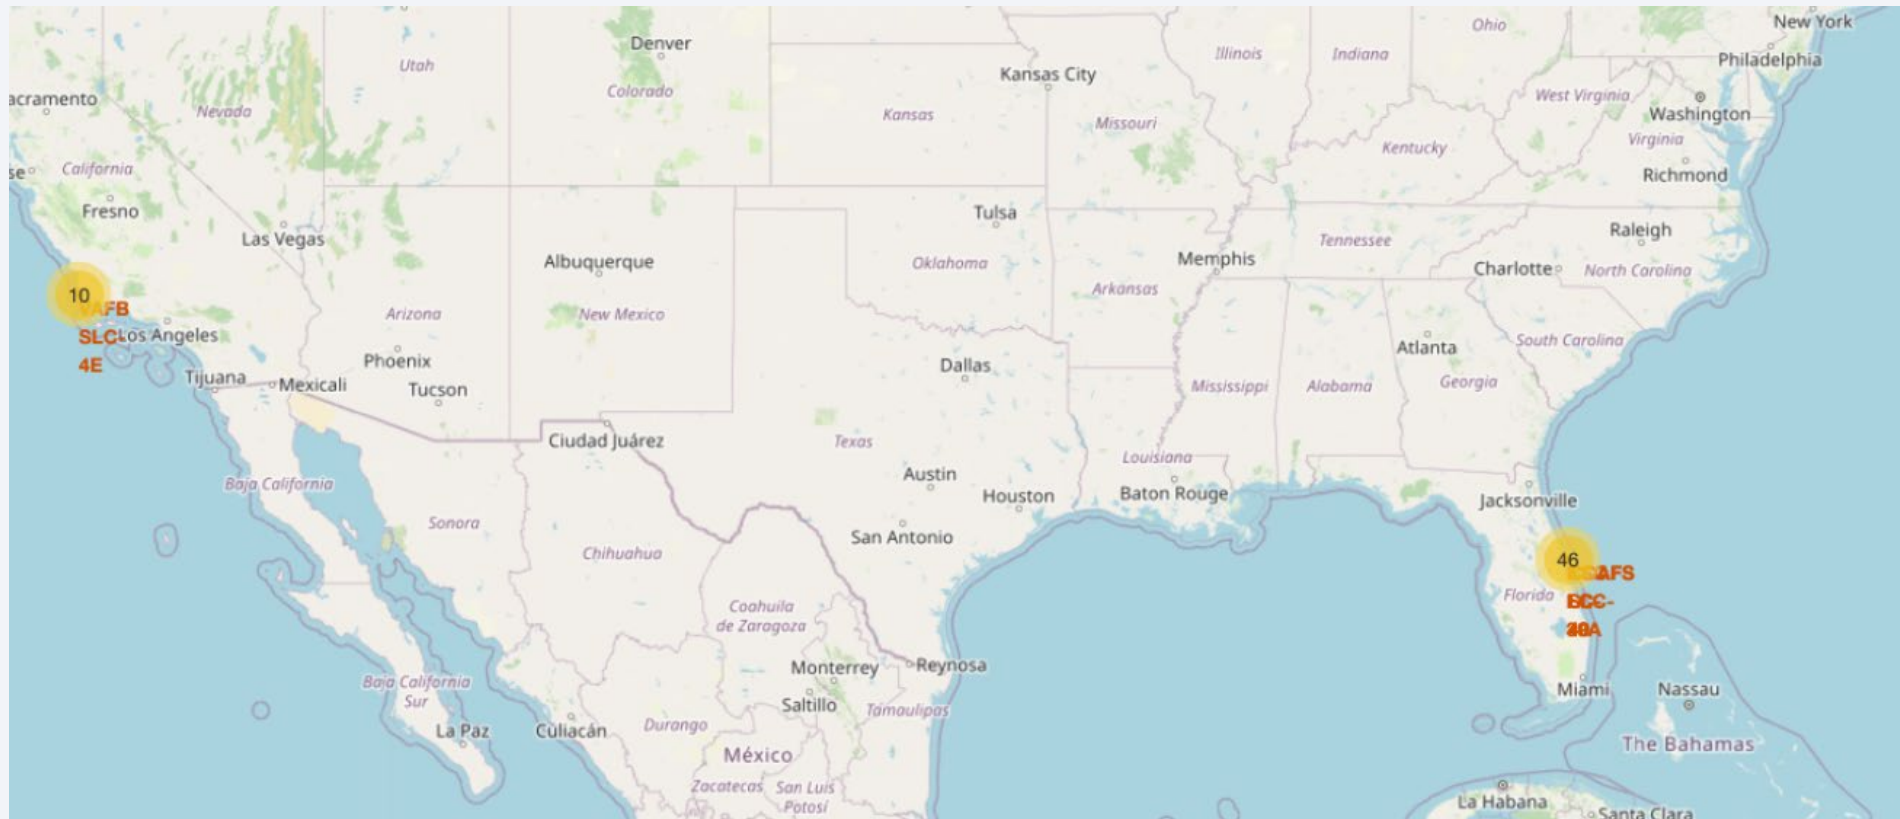 New York
Ohio
Denver
Illinois
Indiana
Philadelphia
Utah
Kansas City
Colorado
acramento
Nevada
West Virginia
Kansas
Washington
Missouri
Virginia
Kentucky
California
se
Richmond
Fresno
Tulsa
Las Vegas
Raleigh
Tennessee
Memphis
Albuquerque
Oklahoma
Charlotte
North Carolina
Arkansas
10
AFB
Arizona
New Mexico
SLC-
Los Angeles
South Carolina
Atlanta
Phoenix
4E
Dallas
Tijuana
Mexicali
Tucson
Mississippi
Alabama
Georgia
Ciudad Juárez
Texas
Louisiana
Austin
Baja California
Houston
Baton Rouge
Jacksonville
Sonora
San Antonio
Chihuahua
46
AFS
Florida
Coahuila
de Zaragoza
Monterrey
Reynosa
Baja California
Sur
Miami
Nassau
Saltillo
Tamaulipas
La Paz
Culiacán
Durango
The Bahamas
México
Zacatecas
San Luis
Potosí
La Habana
Santa Clara